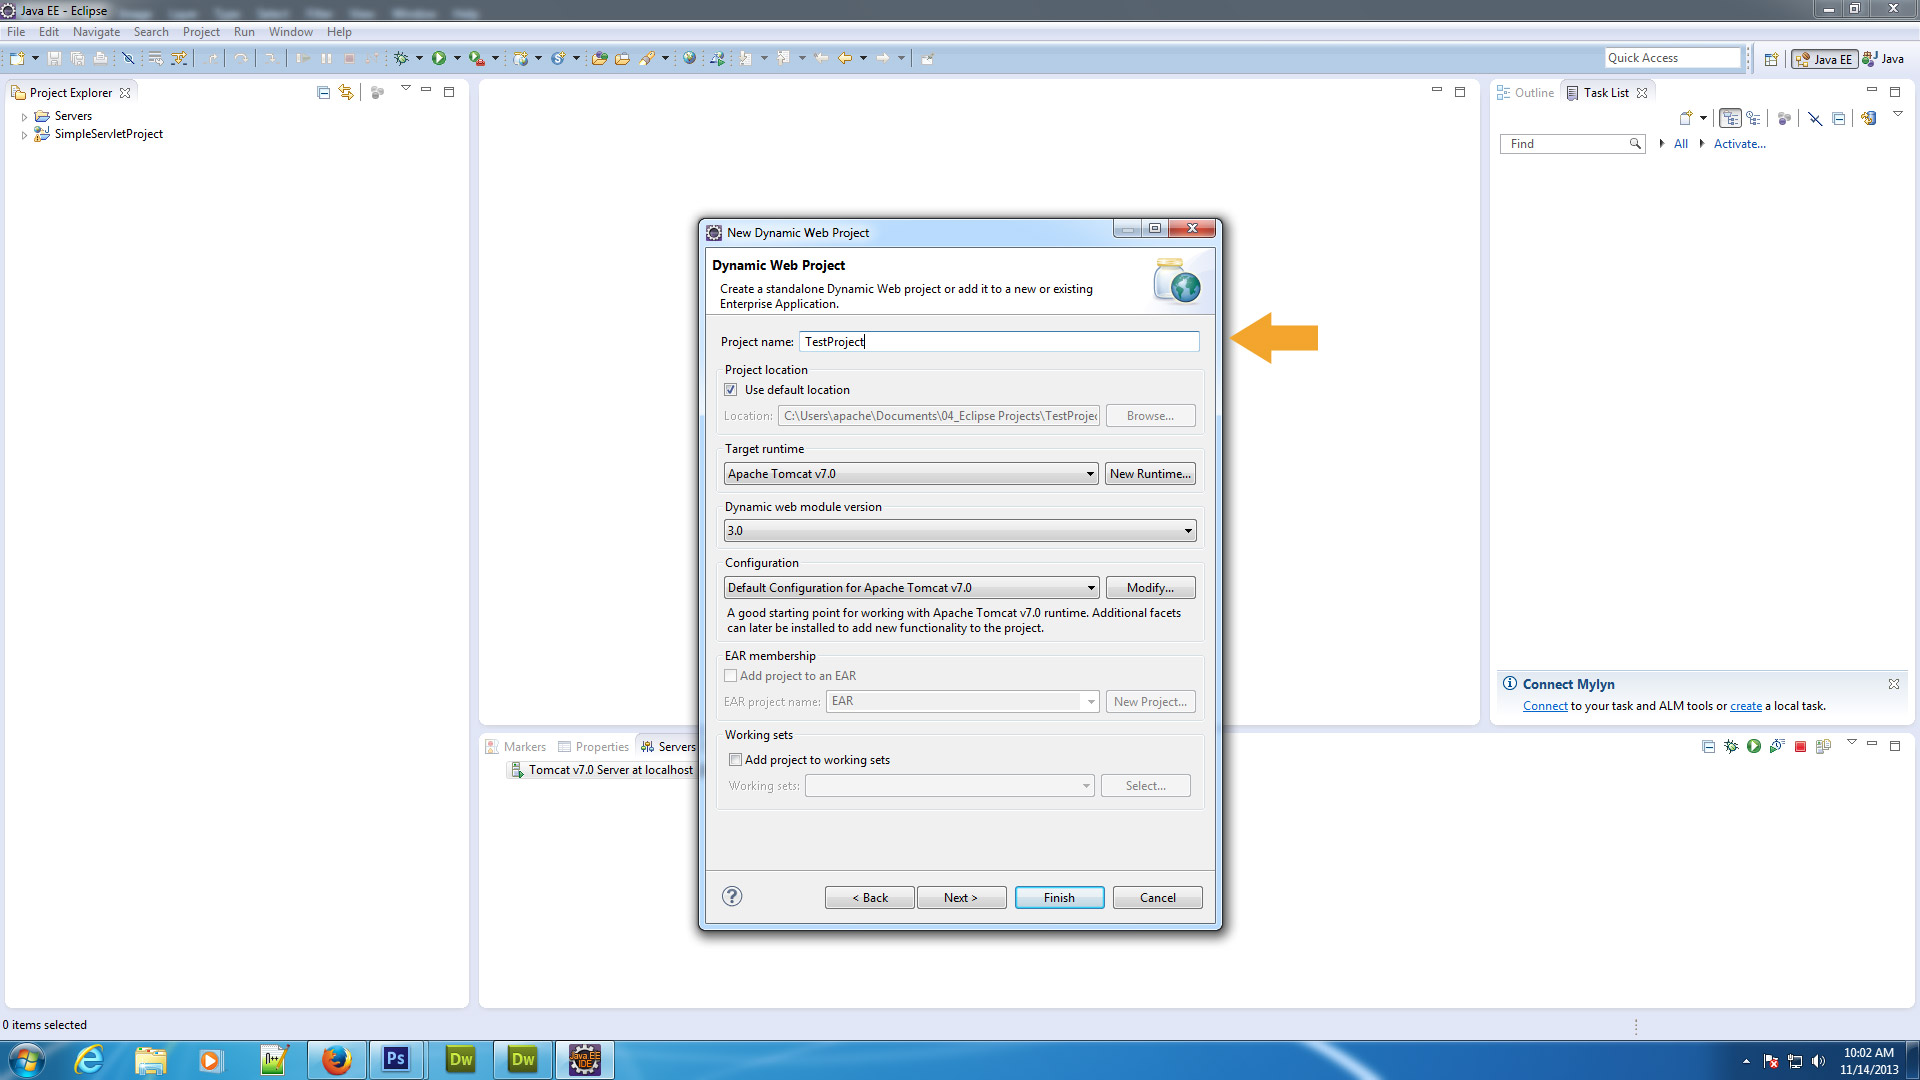 Java EE - Eclipse
File Edit Navigate Search Project Run Window Help
Quick Access
Java EE
Java
Project Explorer
Servers
SimpleServletProject
Outline
Task List
Find
All
Activate...
New Dynamic Web Project
Dynamic Web Project
Create a standalone Dynamic Web project or add it to a new or existing
Enterprise Application.
Project name: TestProject
Project location
Use default location
Location: C:\Users\apache\Documents\04_Eclipse Projects\TestProjec
Browse...
Target runtime
Apache Tomcat v7.0
New Runtime...
Dynamic web module version
3.0
Configuration
Default Configuration for Apache Tomcat v7.0
Modify...
A good starting point for working with Apache Tomcat v7.0 runtime. Additional facets
can later be installed to add new functionality to the project.
EAR membership
Add project to an EAR
EAR project name: EAR
New Project...
Working sets
Add project to working sets
Working sets:
Select...
< Back
Next >
Finish
Cancel
Connect Mylyn
Connect to your task and ALM tools or create a local task.
Markers
Properties
Servers
Tomcat v7.0 Server at localhost
0 items selected
Ps
Dw
Dw
Java EE
IDE
10:02 AM
11/14/2013